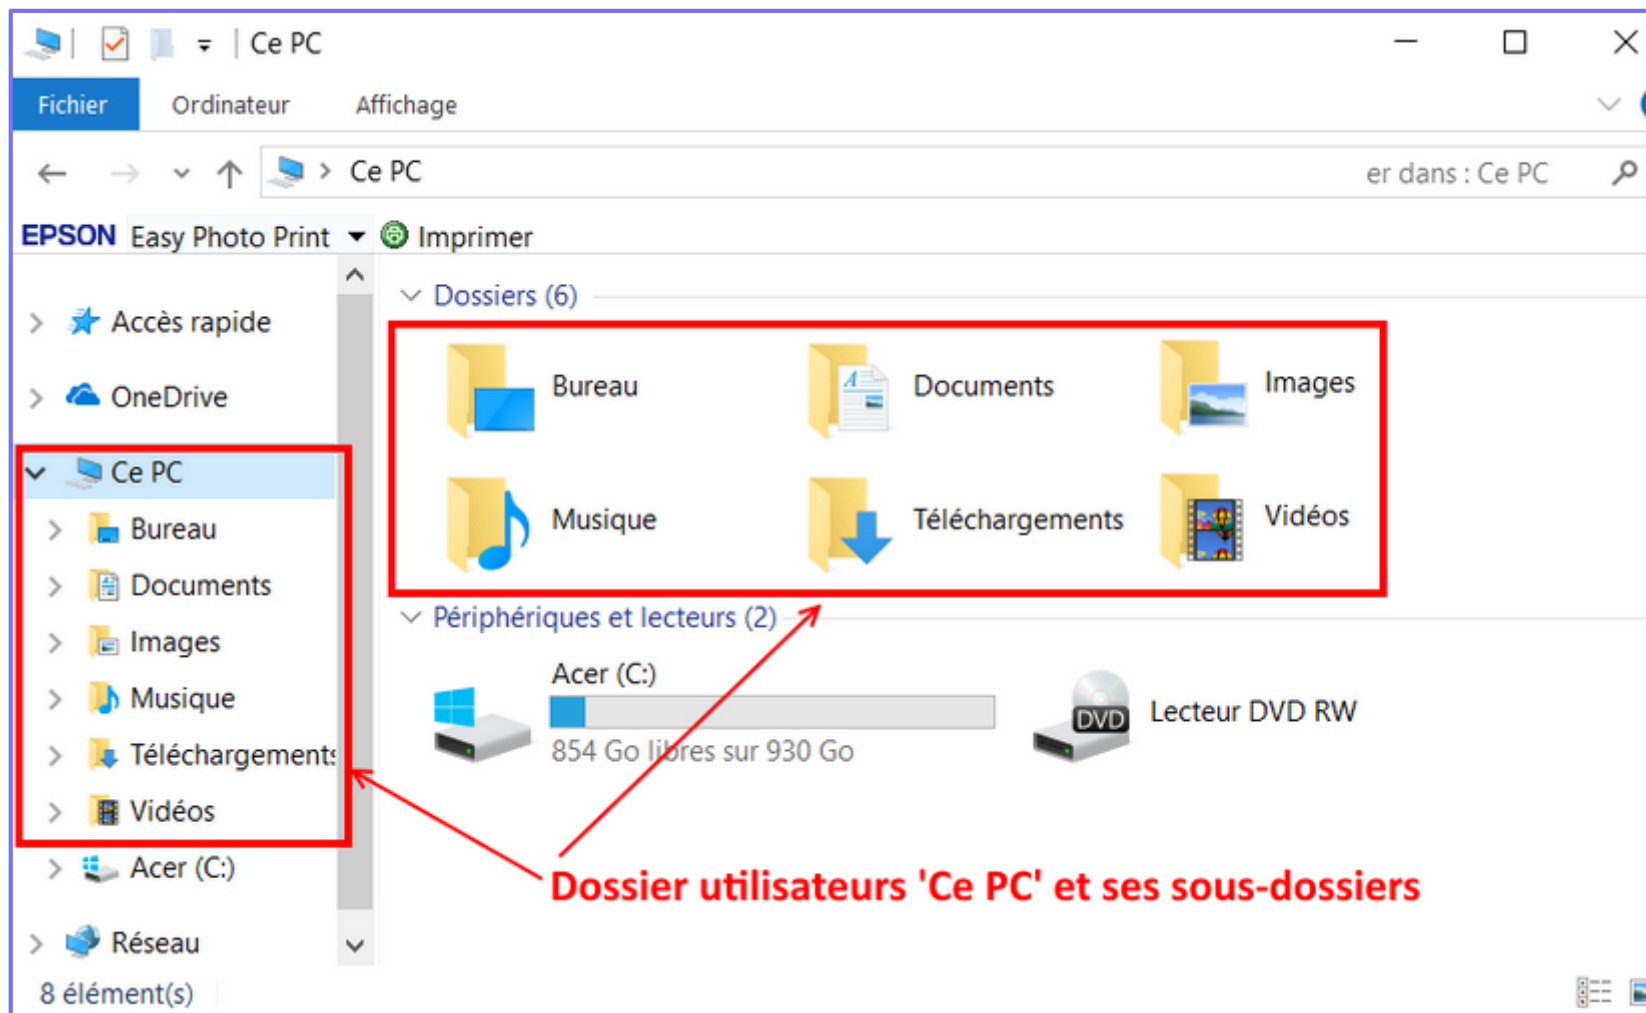 Ce PC
Fichier Ordinateur Affichage
Ce PC er dans : Ce PC
EPSON Easy Photo Print Imprimer
Accès rapide
OneDrive
Ce PC
Bureau
Documents
Images
Musique
Téléchargements
Vidéos
Acer (C:)
Réseau
Dossiers (6)
Bureau Documents Images
Musique Téléchargements Vidéos
Périphériques et lecteurs (2)
Acer (C:)
854 Go libres sur 930 Go
DVD
Lecteur DVD RW
Dossier utilisateurs 'Ce PC' et ses sous-dossiers
8 élément(s)